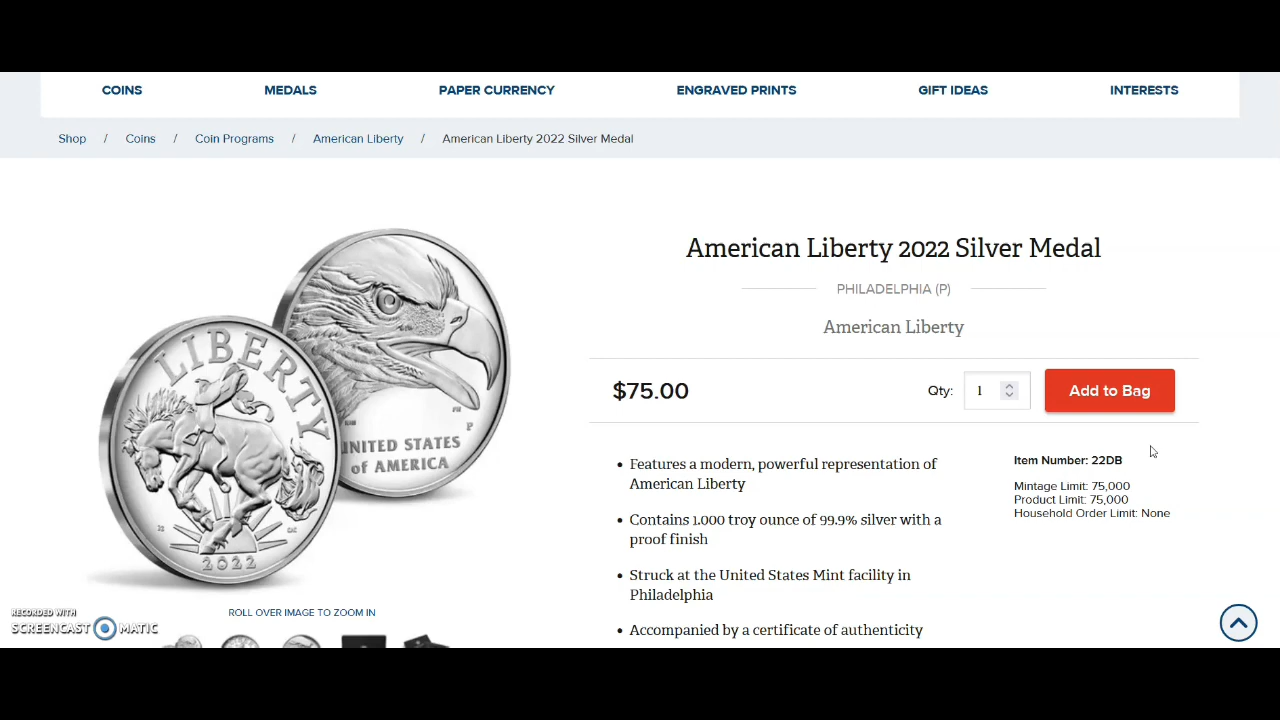 COINS MEDALS PAPER CURRENCY ENGRAVED PRINTS GIFT IDEAS INTERESTS
Shop / Coins / Coin Programs / American Liberty / American Liberty 2022 Silver Medal
American Liberty 2022 Silver Medal
PHILADELPHIA (P)
American Liberty
$75.00
Qty: 1
Add to Bag
• Features a modern, powerful representation of
American Liberty
• Contains 1.000 troy ounce of 99.9% silver with a
proof finish
• Struck at the United States Mint facility in
Philadelphia
• Accompanied by a certificate of authenticity
Item Number: 22DB
Mintage Limit: 75,000
Product Limit: 75,000
Household Order Limit: None
LIBERTY
2022
P
UNITED STATES
of AMERICA
ROLL OVER IMAGE TO ZOOM IN
RECORDED WITH
SCREENCAST MATIC